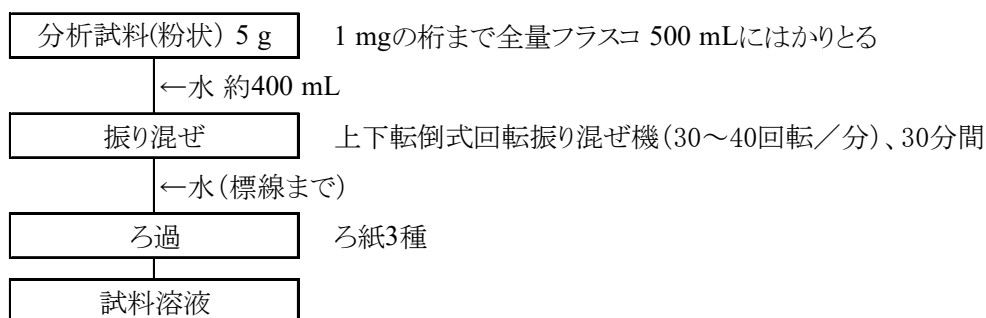 分析試料(粉状) 5 g 1 mgの桁まで全量フラスコ 500 mLにはかりとる
←水 約400 mL
振り混ぜ 上下転倒式回転振り混ぜ機(30~40回転/分)、30分間
←水(標線まで)
ろ過 ろ紙3種
試料溶液